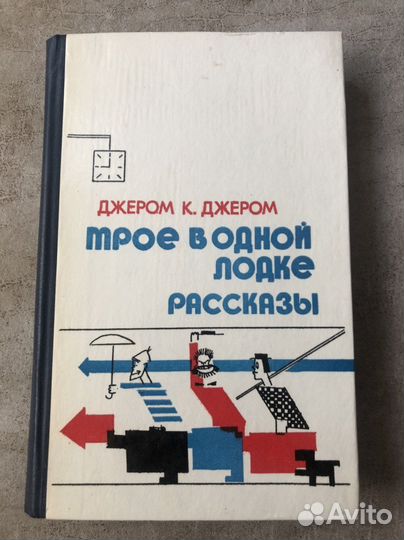 ДЖЕРОМ К. ДЖЕРОМ
трое в одной
лодке
рассказы
Avito